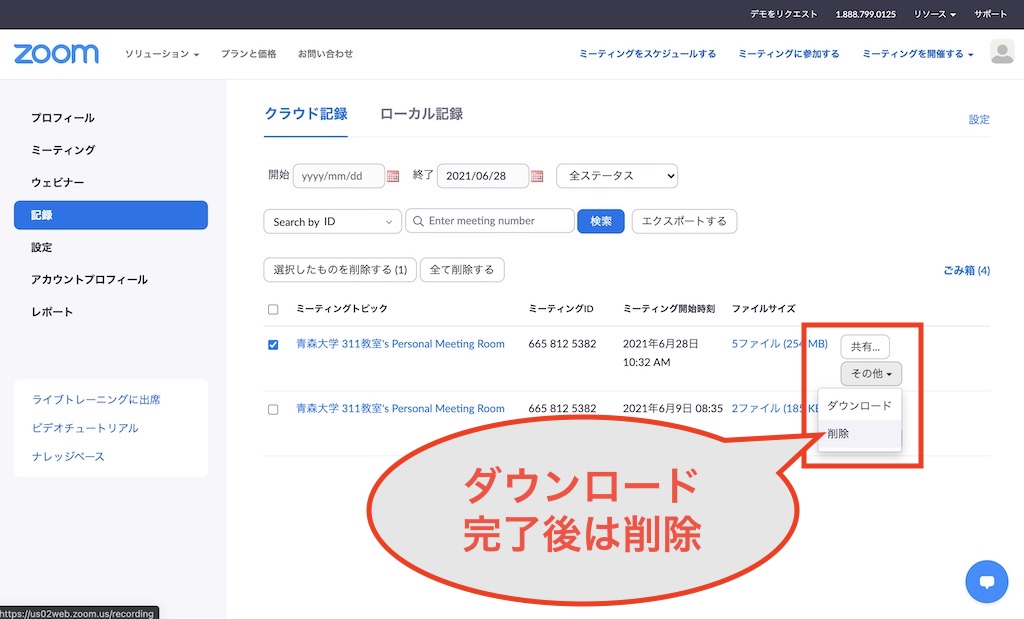 デモをリクエスト 1.888.799.0125 リソース サポート
zoom ソリューション プランと価格 お問い合わせ ミーティングをスケジュールする ミーティングに参加する ミーティングを開催する
プロフィール
ミーティング
ウェビナー
記録
設定
アカウントプロフィール
レポート
ライブトレーニングに出席
ビデオチュートリアル
ナレッジベース
クラウド記録 ローカル記録
設定
開始 yyyy/mm/dd 終了 2021/06/28 全ステータス
Search by ID Enter meeting number 検索 エクスポートする
選択したものを削除する (1) 全て削除する ごみ箱 (4)
ミーティングトピック ミーティングID ミーティング開始時刻 ファイルサイズ
青森大学 311教室's Personal Meeting Room 665 812 5382 2021年6月28日 5ファイル (254 MB) 共有...
10:32 AM
その他
青森大学 311教室's Personal Meeting Room 665 812 5382 2021年6月9日 08:35 2ファイル (185 KB
ダウンロード
削除
ダウンロード
完了後は削除
https://us02web.zoom.us/recording